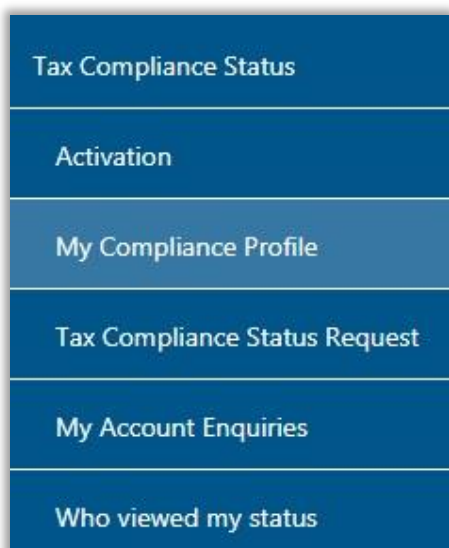 Tax Compliance Status
Activation
My Compliance Profile
Tax Compliance Status Request
My Account Enquiries
Who viewed my status